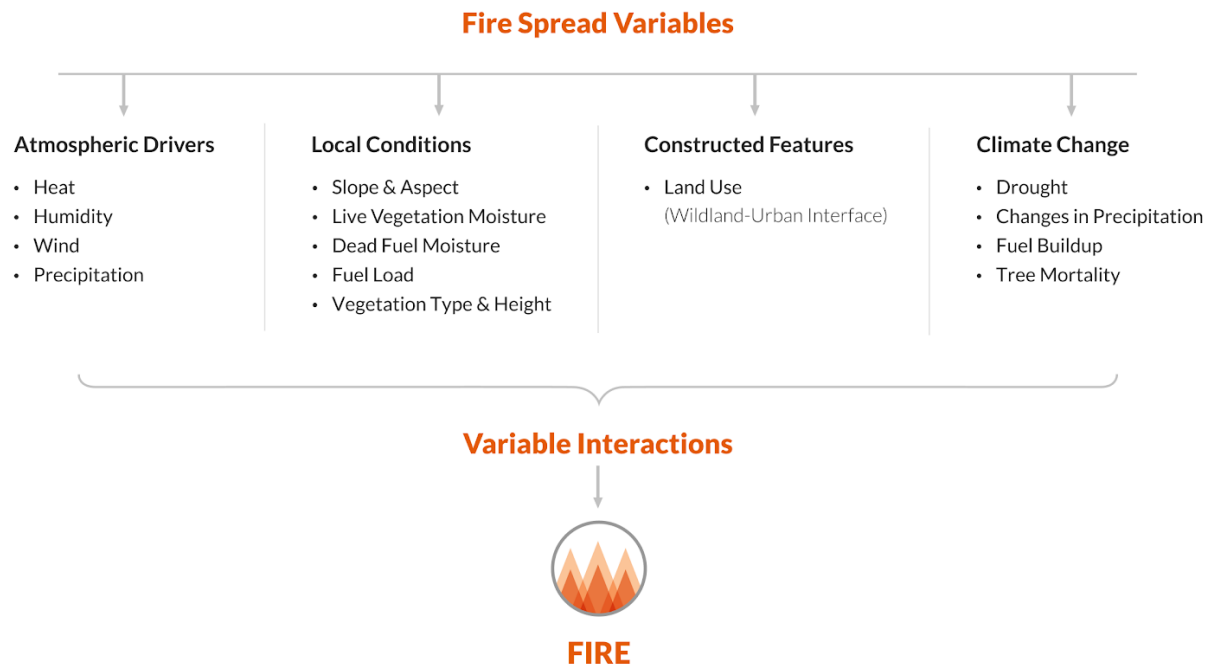 Fire Spread Variables
Atmospheric Drivers
• Heat
• Humidity
• Wind
• Precipitation
Local Conditions
• Slope & Aspect
• Live Vegetation Moisture
• Dead Fuel Moisture
• Fuel Load
• Vegetation Type & Height
Constructed Features
• Land Use
(Wildland-Urban Interface)
Climate Change
• Drought
• Changes in Precipitation
• Fuel Buildup
• Tree Mortality
Variable Interactions
FIRE